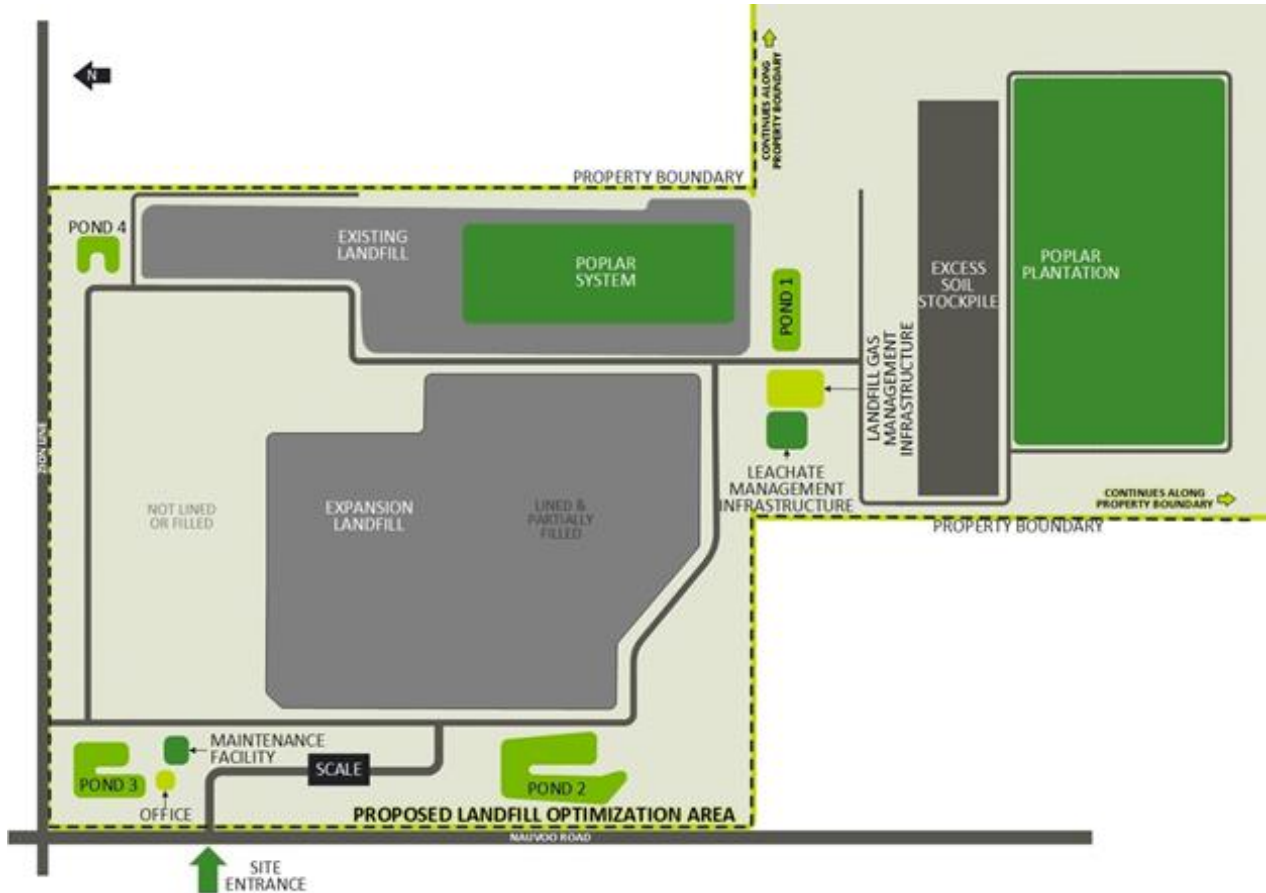 N
CONTINUES ALONG
PROPERTY BOUNDARY
PROPERTY BOUNDARY
POND 4
EXISTING
LANDFILL
POPLAR
SYSTEM
POND 1
EXCESS
SOIL
STOCKPILE
POPLAR
PLANTATION
LANDFILL GAS
MANAGEMENT
INFRASTRUCTURE
LEACHATE
MANAGEMENT
INFRASTRUCTURE
ZION LINE
NOT LINED
OR FILLED
EXPANSION
LANDFILL
LINED &
PARTIALLY
FILLED
CONTINUES ALONG
PROPERTY BOUNDARY
PROPERTY BOUNDARY
MAINTENANCE
FACILITY
SCALE
POND 3
POND 2
OFFICE
PROPOSED LANDFILL OPTIMIZATION AREA
NAUVOO ROAD
SITE
ENTRANCE